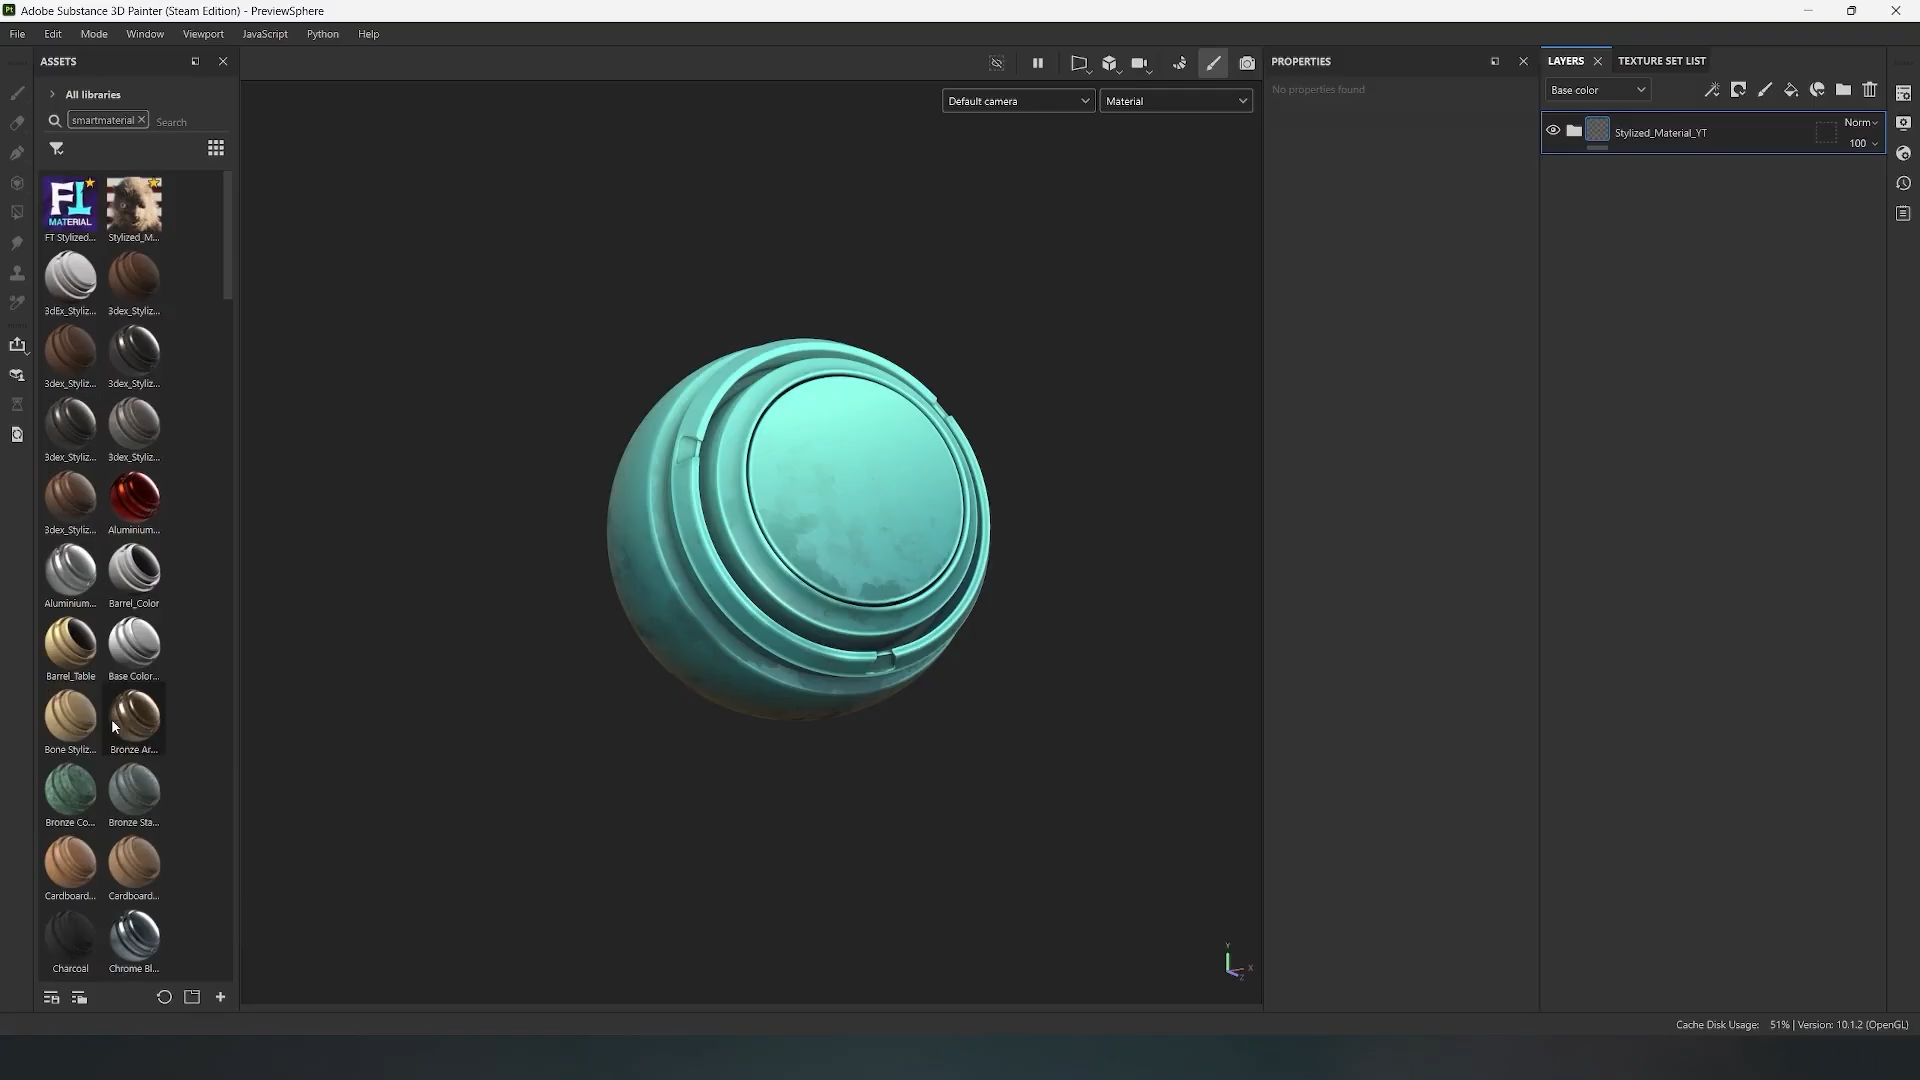 Pt Adobe Substance 3D Painter (Steam Edition) - PreviewSphere
File Edit Mode Window Viewport JavaScript Python Help
ASSETS
All libraries
smartmaterial Search
FT
MATERIAL
FT Stylized... Stylized_M...
3dEx_Styliz... 3dex_Styliz...
3dex_Styliz... 3dex_Styliz...
3dex_Styliz... 3dex_Styliz...
3dex_Styliz... Aluminium...
Aluminium... Barrel_Color
Barrel_Table Base Color...
Bone Styliz... Bronze Ar...
Bronze Co... Bronze Sta...
Cardboard... Cardboard...
Charcoal Chrome Bl...
Default camera Material
Y
X
Z
PROPERTIES
No properties found
LAYERS TEXTURE SET LIST
Base color
Stylized_Material_YT
Norm
100
Cache Disk Usage: 51% | Version: 10.1.2 (OpenGL)